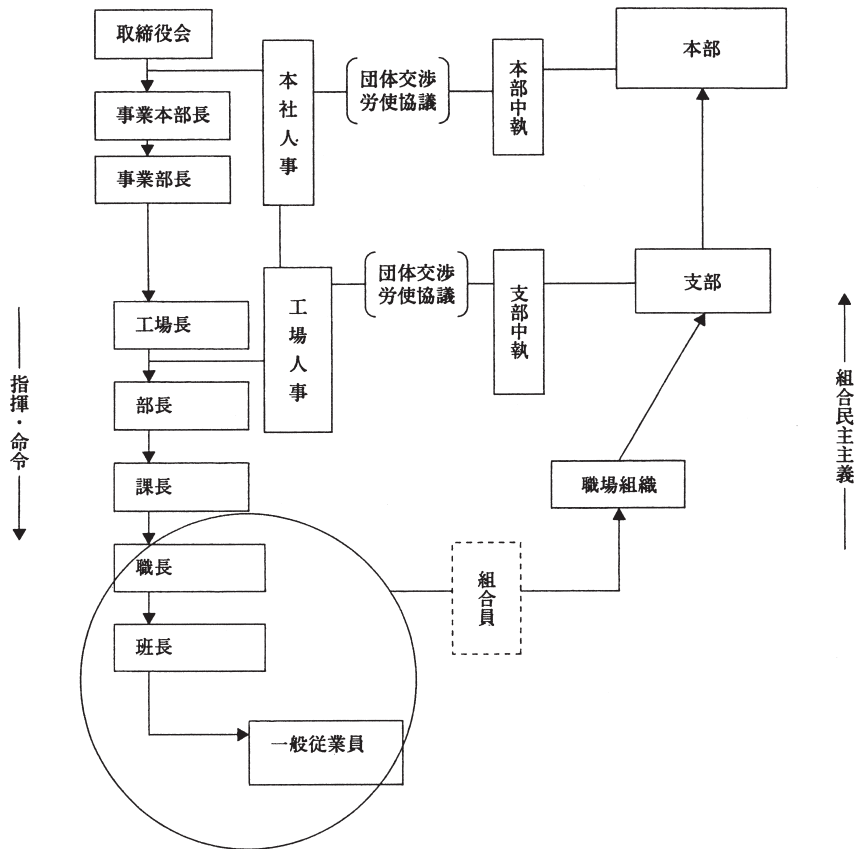 取締役会
事業本部長
事業部長
工場長
部長
課長
職長
班長
一般従業員
本社人事
工場人事
団体交渉
労使協議
団体交渉
労使協議
本部中執
支部中執
本部
支部
職場組織
組合員
指揮・命令
組合民主主義